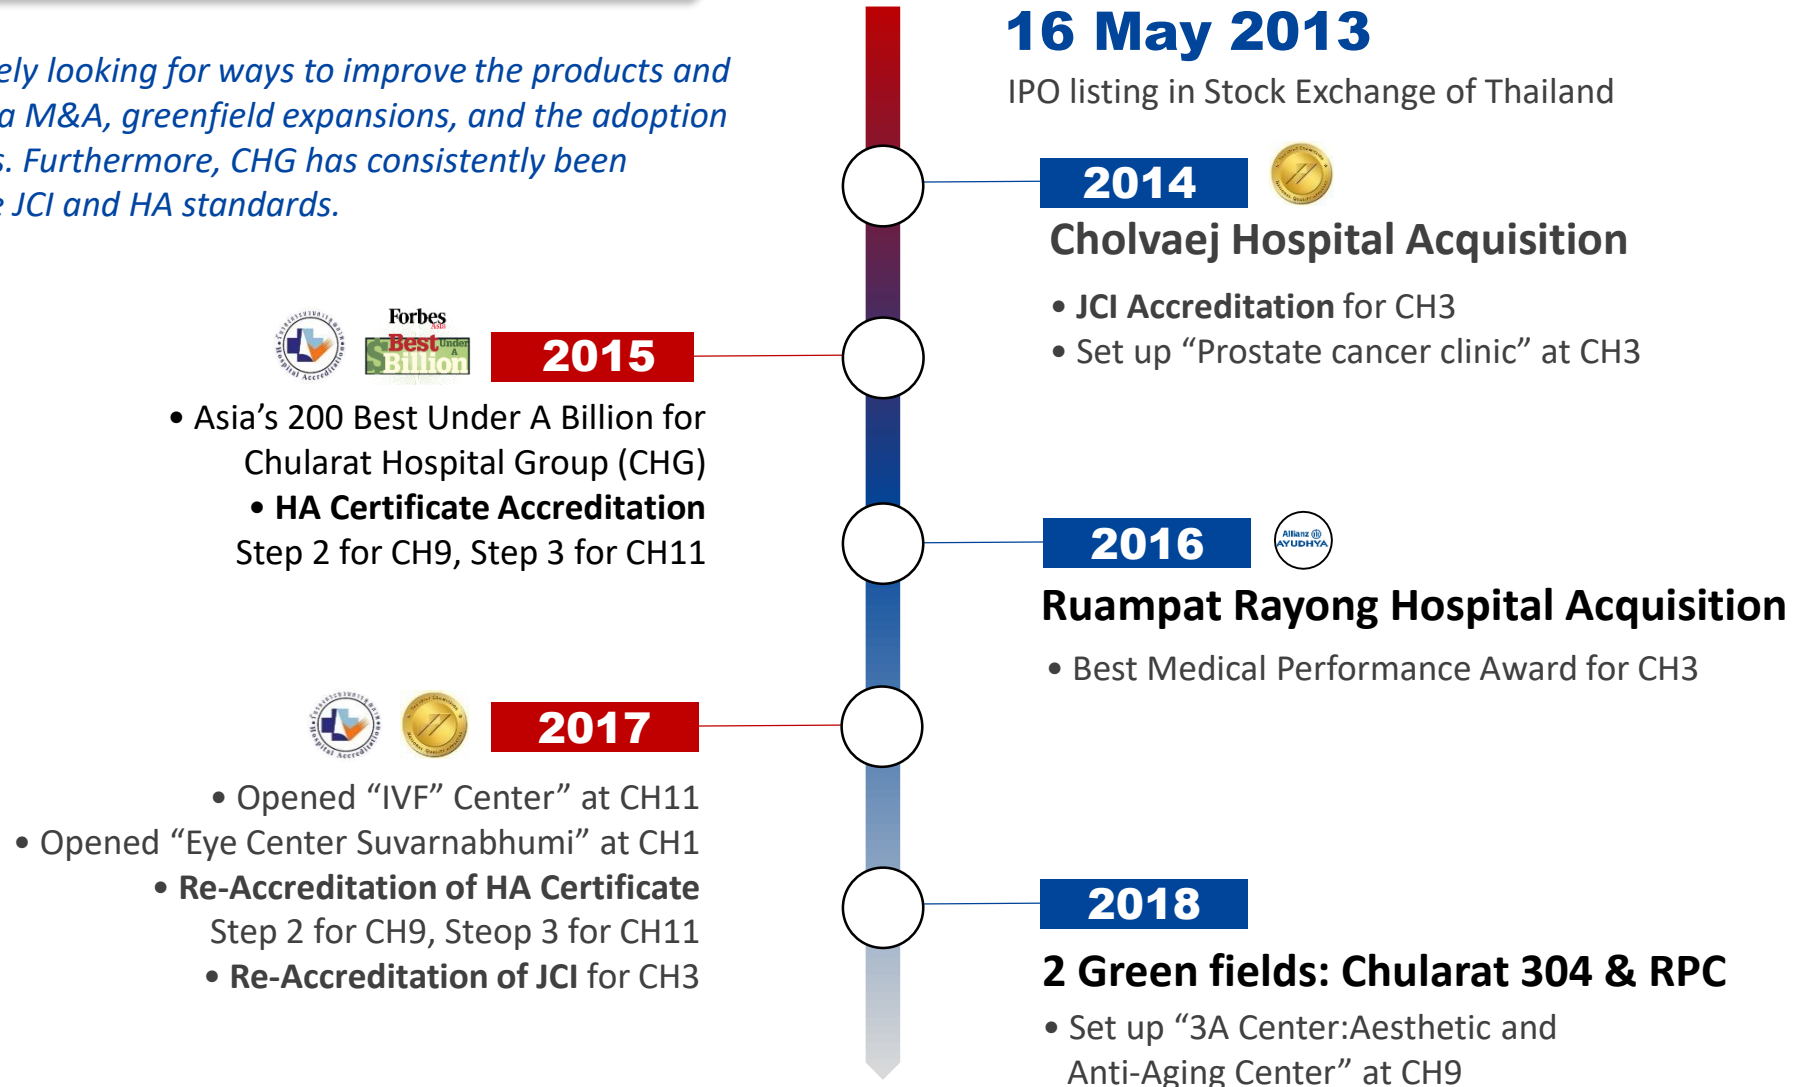 ely looking for ways to improve the products and
a M&A, greenfield expansions, and the adoption
s. Furthermore, CHG has consistently been
e JCI and HA standards.
16 May 2013
IPO listing in Stock Exchange of Thailand
2014
Cholvaej Hospital Acquisition
• JCI Accreditation for CH3
• Set up “Prostate cancer clinic” at CH3
Hospital Accreditation
Forbes
ASIA
Best Under
A
$Billion
2015
• Asia’s 200 Best Under A Billion for
Chularat Hospital Group (CHG)
• HA Certificate Accreditation
Step 2 for CH9, Step 3 for CH11
2016
Allianz
AYUDHYA
Ruampat Rayong Hospital Acquisition
• Best Medical Performance Award for CH3
Hospital Accreditation
2017
• Opened “IVF” Center” at CH11
• Opened “Eye Center Suvarnabhumi” at CH1
• Re-Accreditation of HA Certificate
Step 2 for CH9, Steop 3 for CH11
• Re-Accreditation of JCI for CH3
2018
2 Green fields: Chularat 304 & RPC
• Set up “3A Center:Aesthetic and
Anti-Aging Center” at CH9